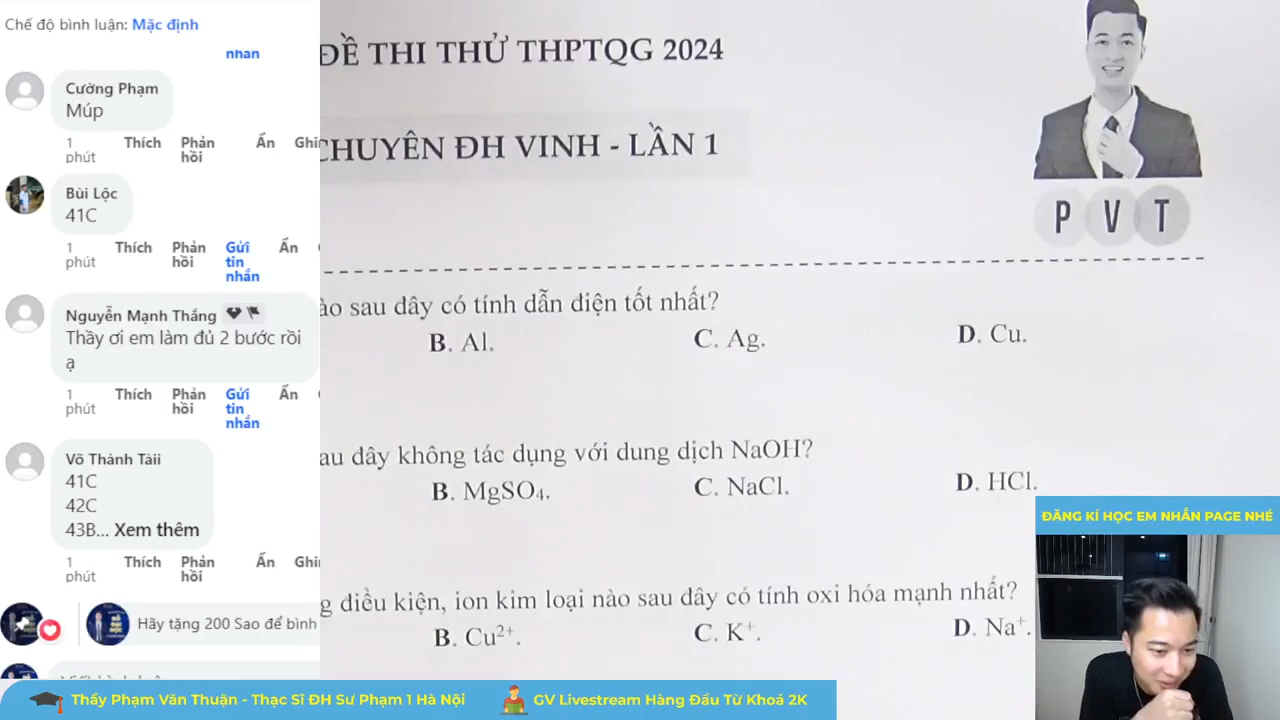 Chế độ bình luận: Mặc định
nhan
Cường Phạm
Múp
1 phút Thích Phản hồi Ẩn
Bùi Lộc
41C
1 phút Thích Phản hồi Gửi tin nhắn Ẩn
Nguyễn Mạnh Thắng
Thầy ơi em làm đủ 2 bước rồi
ạ
1 phút Thích Phản hồi Gửi tin nhắn Ẩn
Võ Thành Tàii
41C
42C
43B... Xem thêm
1 phút Thích Phản hồi Ẩn
Hãy tặng 200 Sao để bình
ĐỀ THI THỬ THPTQG 2024
CHUYÊN ĐH VINH - LẦN 1
P V T
sau đây có tính dẫn điện tốt nhất?
B. Al. C. Ag. D. Cu.
đây không tác dụng với dung dịch NaOH?
B. MgSO₄. C. NaCl. D. HCl.
điều kiện, ion kim loại nào sau đây có tính oxi hóa mạnh nhất?
B. Cu²⁺. C. K⁺. D. Na⁺.
ĐĂNG KÍ HỌC EM NHẮN PAGE NHÉ
Thầy Phạm Văn Thuận - Thạc Sĩ ĐH Sư Phạm 1 Hà Nội
GV Livestream Hàng Đầu Từ Khoá 2K